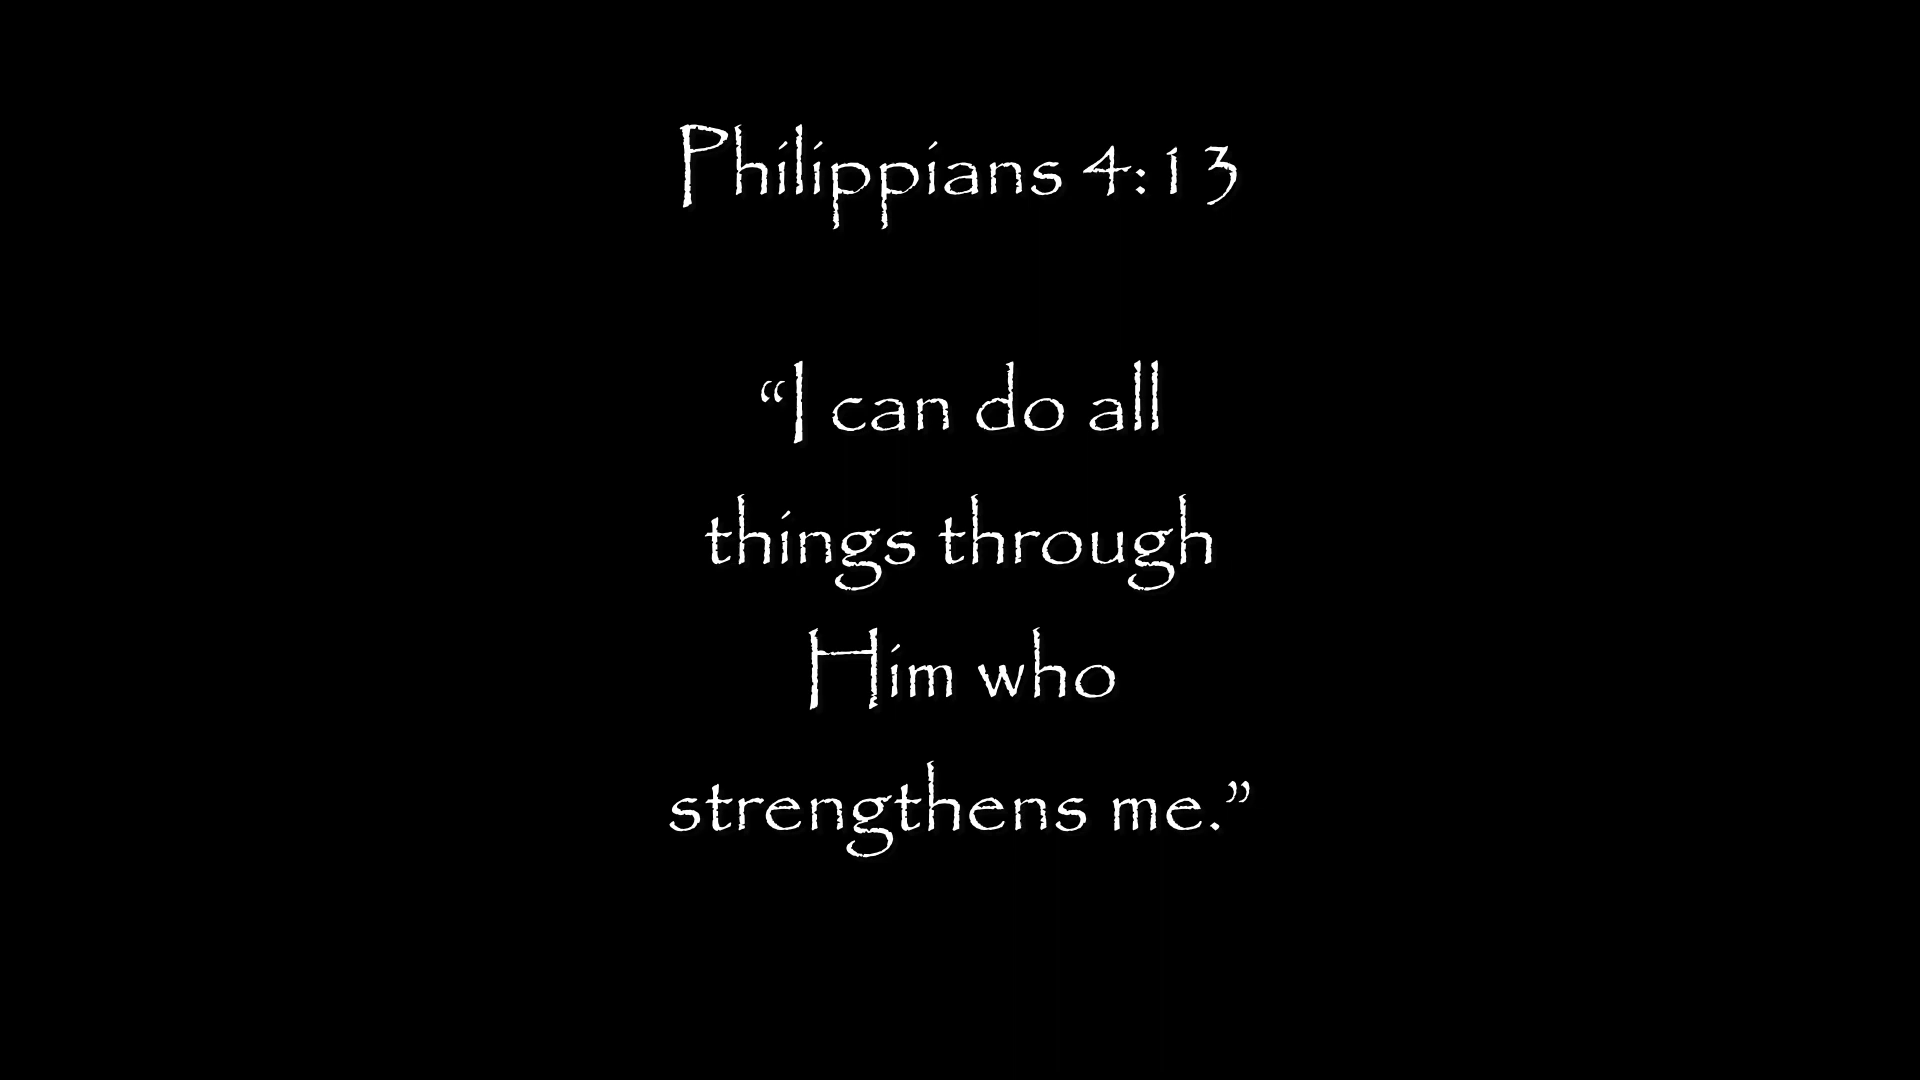 Philippians 4:13
“I can do all
things through
Him who
strengthens me.”